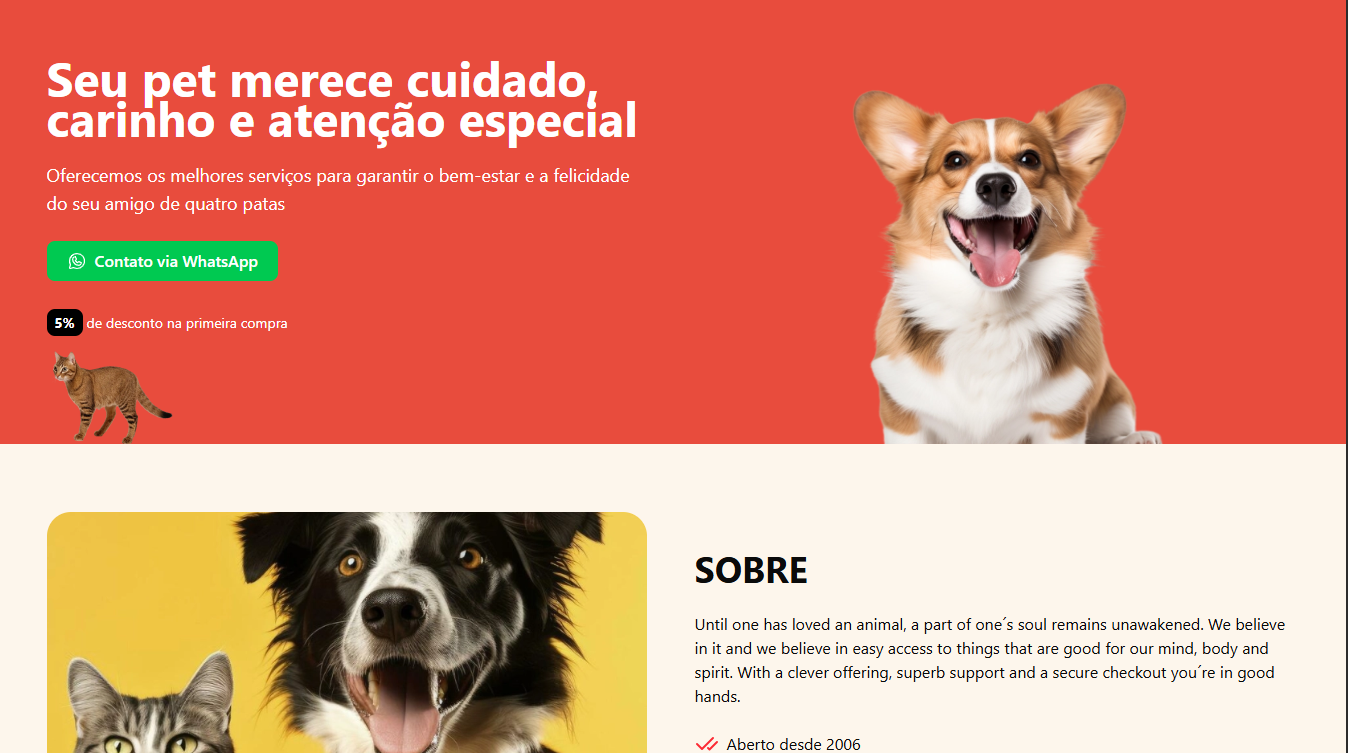 Seu pet merece cuidado,
carinho e atenção especial
Oferecemos os melhores serviços para garantir o bem-estar e a felicidade
do seu amigo de quatro patas
Contato via WhatsApp
5% de desconto na primeira compra
SOBRE
Until one has loved an animal, a part of one´s soul remains unawakened. We believe
in it and we believe in easy access to things that are good for our mind, body and
spirit. With a clever offering, superb support and a secure checkout you´re in good
hands.
Aberto desde 2006